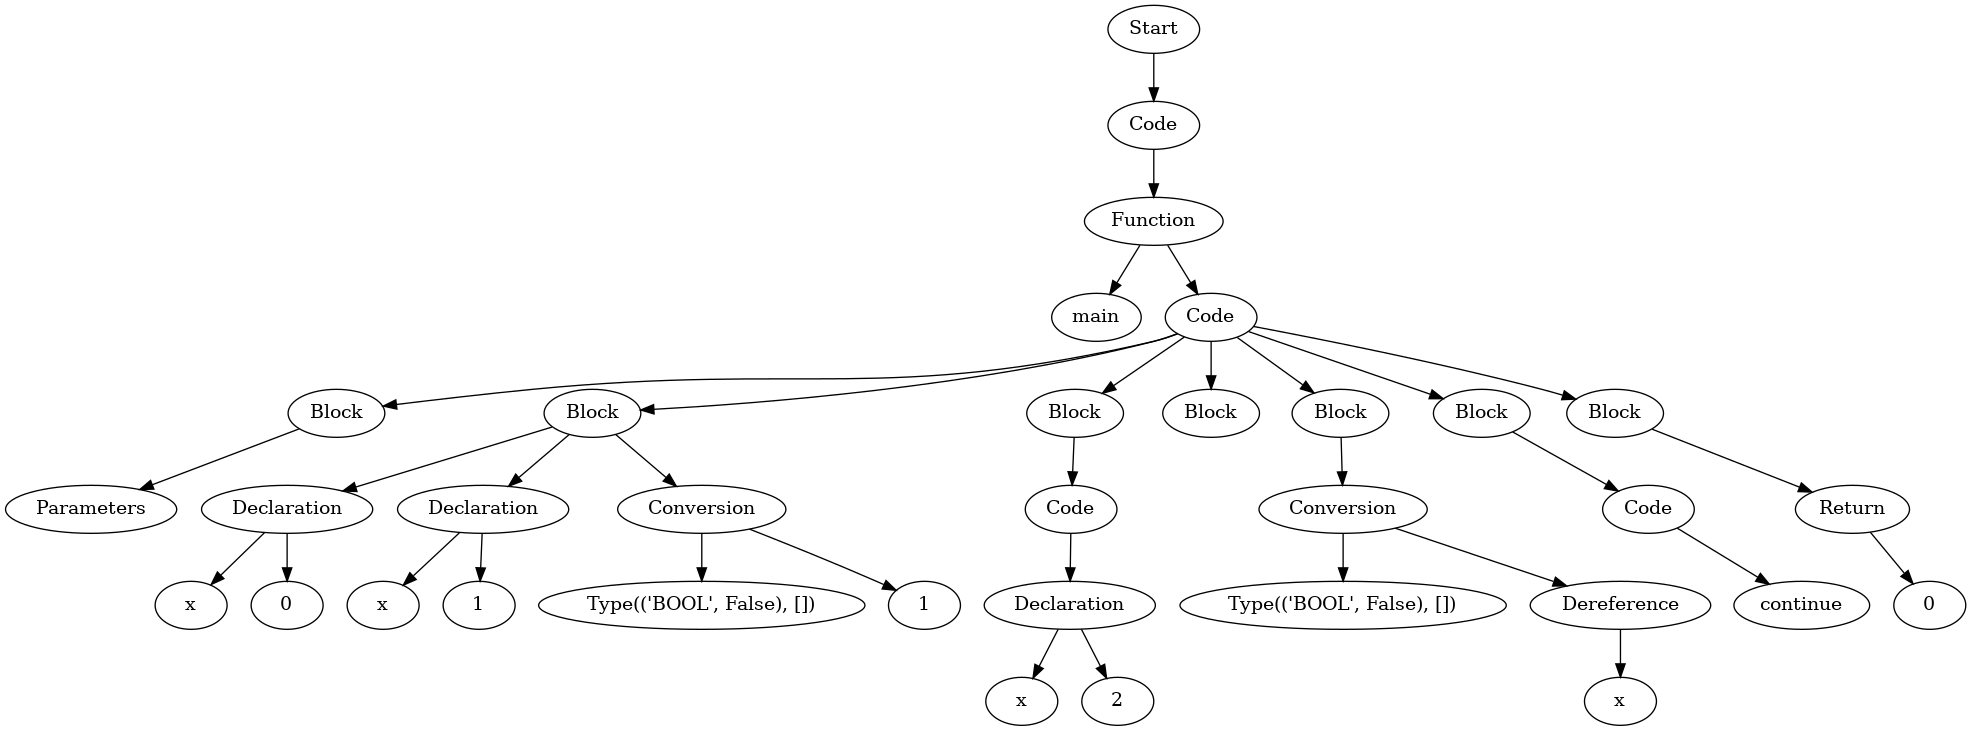 Start
Code
Function
main
Code
Block
Block
Block
Block
Block
Block
Block
Parameters
Declaration
Declaration
Conversion
Code
Conversion
Code
Return
x
0
x
1
Type(('BOOL', False), [])
1
Declaration
Type(('BOOL', False), [])
Dereference
continue
0
x
2
x